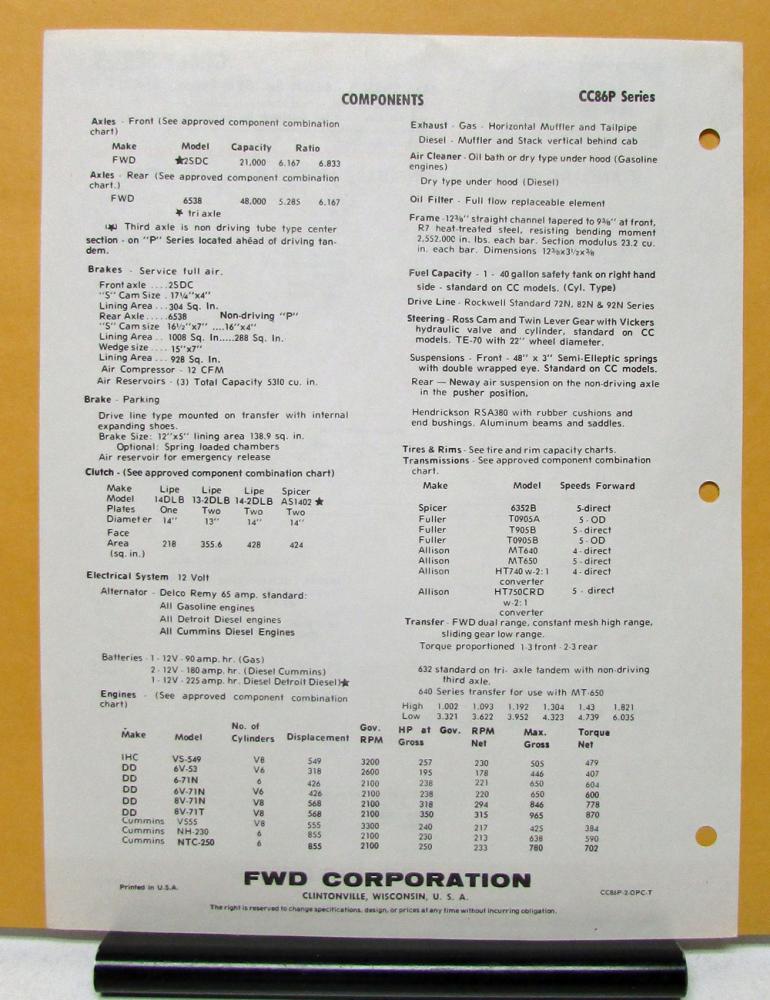 COMPONENTS
CC86P Series
Axles - Front (See approved component combination
chart)
Make Model Capacity Ratio
FWD ★2SDC 21,000 6.167 6.833
Axles - Rear (See approved component combination
chart.)
FWD 6538 48,000 5.285 6.167
★ tri axle
Third axle is non driving tube type center
section - on "P" Series located ahead of driving tan-
dem.
Brakes - Service full air.
Front axle ....2SDC
"S" Cam Size . 17¼"x4"
Lining Area...304 Sq. In.
Rear Axle.....6538 Non-driving "P"
"S" Cam size 16½"x7" ....16"x4"
Lining Area.. 1008 Sq. In.....288 Sq. In.
Wedge size .... 15"x7"
Lining Area... 928 Sq. In.
Air Compressor - 12 CFM
Air Reservoirs - (3) Total Capacity 5310 cu. in.
Brake - Parking
Drive line type mounted on transfer with internal
expanding shoes.
Brake Size: 12"x5" lining area 138.9 sq. in.
Optional: Spring loaded chambers
Air reservoir for emergency release
Clutch - (See approved component combination chart)
Make Lipe Lipe Lipe Spicer
Model 14DLB 13-2DLB 14-2DLB AS1402 ★
Plates One Two Two Two
Diameter 14" 13" 14" 14"
Face
Area 218 355.6 428 424
(sq. in.)
Electrical System 12 Volt
Alternator - Delco Remy 65 amp. standard:
All Gasoline engines
All Detroit Diesel engines
All Cummins Diesel Engines
Batteries - 1 - 12V - 90 amp. hr. (Gas)
2 - 12V - 180 amp. hr. (Diesel Cummins)
1 - 12V - 225 amp. hr. Diesel Detroit Diesel)★
Engines - (See approved component combination
chart)
Exhaust - Gas - Horizontal Muffler and Tailpipe
Diesel - Muffler and Stack vertical behind cab
Air Cleaner - Oil bath or dry type under hood (Gasoline
engines)
Dry type under hood (Diesel)
Oil Filter - Full flow replaceable element
Frame - 12⅜" straight channel tapered to 9⅜" at front,
R7 heat-treated steel, resisting bending moment
2,552,000 in. lbs. each bar. Section modulus 23.2 cu.
in. each bar. Dimensions 12⅜x3½x⅜
Fuel Capacity - 1 - 40 gallon safety tank on right hand
side - standard on CC models. (Cyl. Type)
Drive Line - Rockwell Standard 72N, 82N & 92N Series
Steering - Ross Cam and Twin Lever Gear with Vickers
hydraulic valve and cylinder, standard on CC
models. TE-70 with 22" wheel diameter.
Suspensions - Front - 48" x 3" Semi-Elleptic springs
with double wrapped eye. Standard on CC models.
Rear — Neway air suspension on the non-driving axle
in the pusher position.
Hendrickson RSA380 with rubber cushions and
end bushings. Aluminum beams and saddles.
Tires & Rims - See tire and rim capacity charts.
Transmissions - See approved component combination
chart.
Make Model Speeds Forward
Spicer 6352B 5-direct
Fuller T0905A 5 - OD
Fuller T905B 5 - direct
Fuller T0905B 5 - OD
Allison MT640 4 - direct
Allison MT650 5 - direct
Allison HT740 w-2:1 4 - direct
converter
Allison HT750CRD 5 - direct
w-2:1
converter
Transfer - FWD dual range, constant mesh high range,
sliding gear low range.
Torque proportioned 1-3 front - 2-3 rear
632 standard on tri- axle tandem with non-driving
third axle.
640 Series transfer for use with MT-650
High 1.002 1.093 1.192 1.304 1.43 1.821
Low 3.321 3.622 3.952 4.323 4.739 6.035
Make Model No. of Cylinders Displacement Gov. RPM HP at Gov. RPM Max. Torque
Gross Net Gross Net
IHC VS-549 V8 549 3200 257 230 505 479
DD 6V-53 V6 318 2600 195 178 446 407
DD 6-71N 6 426 2100 238 221 650 604
DD 6V-71N V6 426 2100 238 220 650 600
DD 8V-71N V8 568 2100 318 294 846 778
DD 8V-71T V8 568 2100 350 315 965 870
Cummins V555 V8 555 3300 240 217 425 384
Cummins NH-230 6 855 2100 230 213 638 590
Cummins NTC-250 6 855 2100 250 233 780 702
FWD CORPORATION
Printed in U.S.A.
CLINTONVILLE, WISCONSIN, U. S. A.
CC86P-2-OPC-T
The right is reserved to change specifications, design, or prices at any time without incurring obligation.